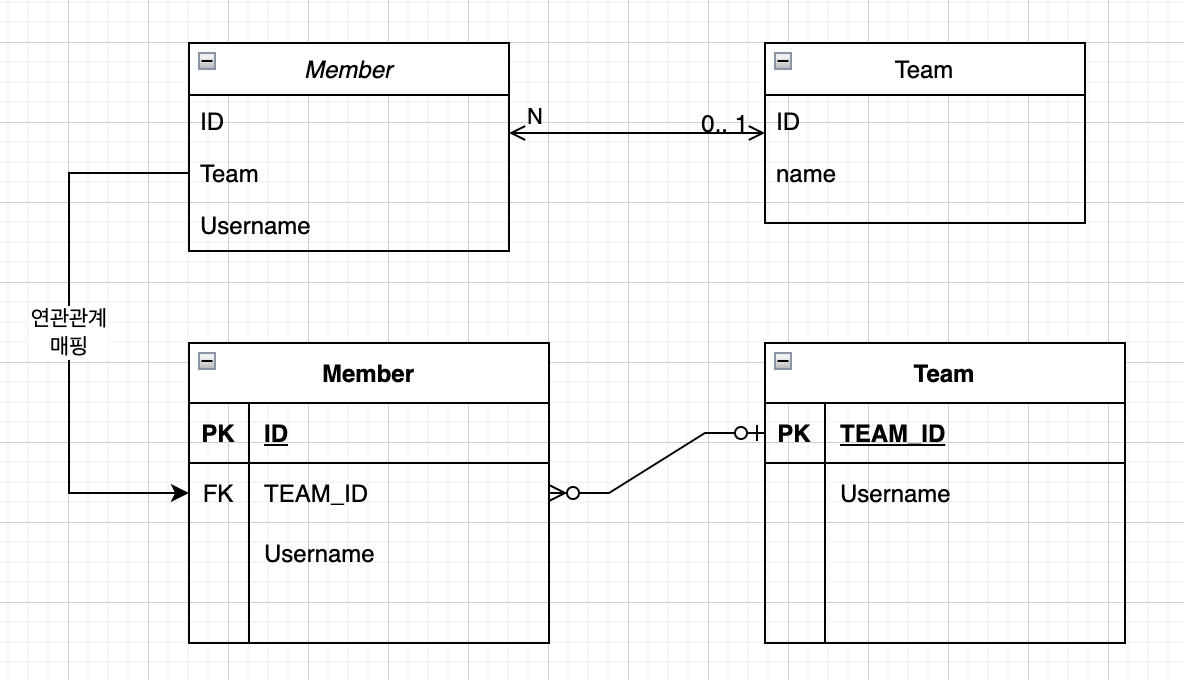 Member
Team
ID
N
0.. 1
ID
Team
name
Username
연관관계
매핑
Member
Team
PK
ID
PK
TEAM_ID
FK
TEAM_ID
Username
Username